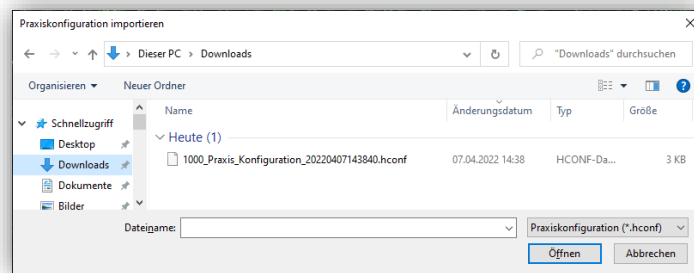 Praxiskonfiguration importieren
Dieser PC > Downloads
"Downloads" durchsuchen
Organisieren Neuer Ordner
Name Änderungsdatum Typ Größe
Schnellzugriff
Heute (1)
Desktop
1000_Praxis_Konfiguration_20220407143840.hconf 07.04.2022 14:38 HCONF-Da... 3 KB
Downloads
Dokumente
Bilder
Dateiname: Praxiskonfiguration (*.hconf)
Öffnen Abbrechen